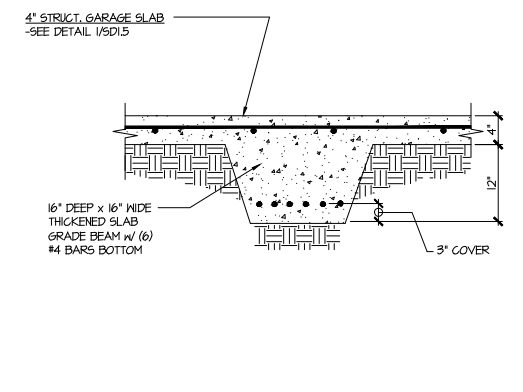 4" STRUCT. GARAGE SLAB
-SEE DETAIL 1/SD1.5
4"
12"
16" DEEP x 16" WIDE
THICKENED SLAB
GRADE BEAM W/ (6)
#4 BARS BOTTOM
3" COVER